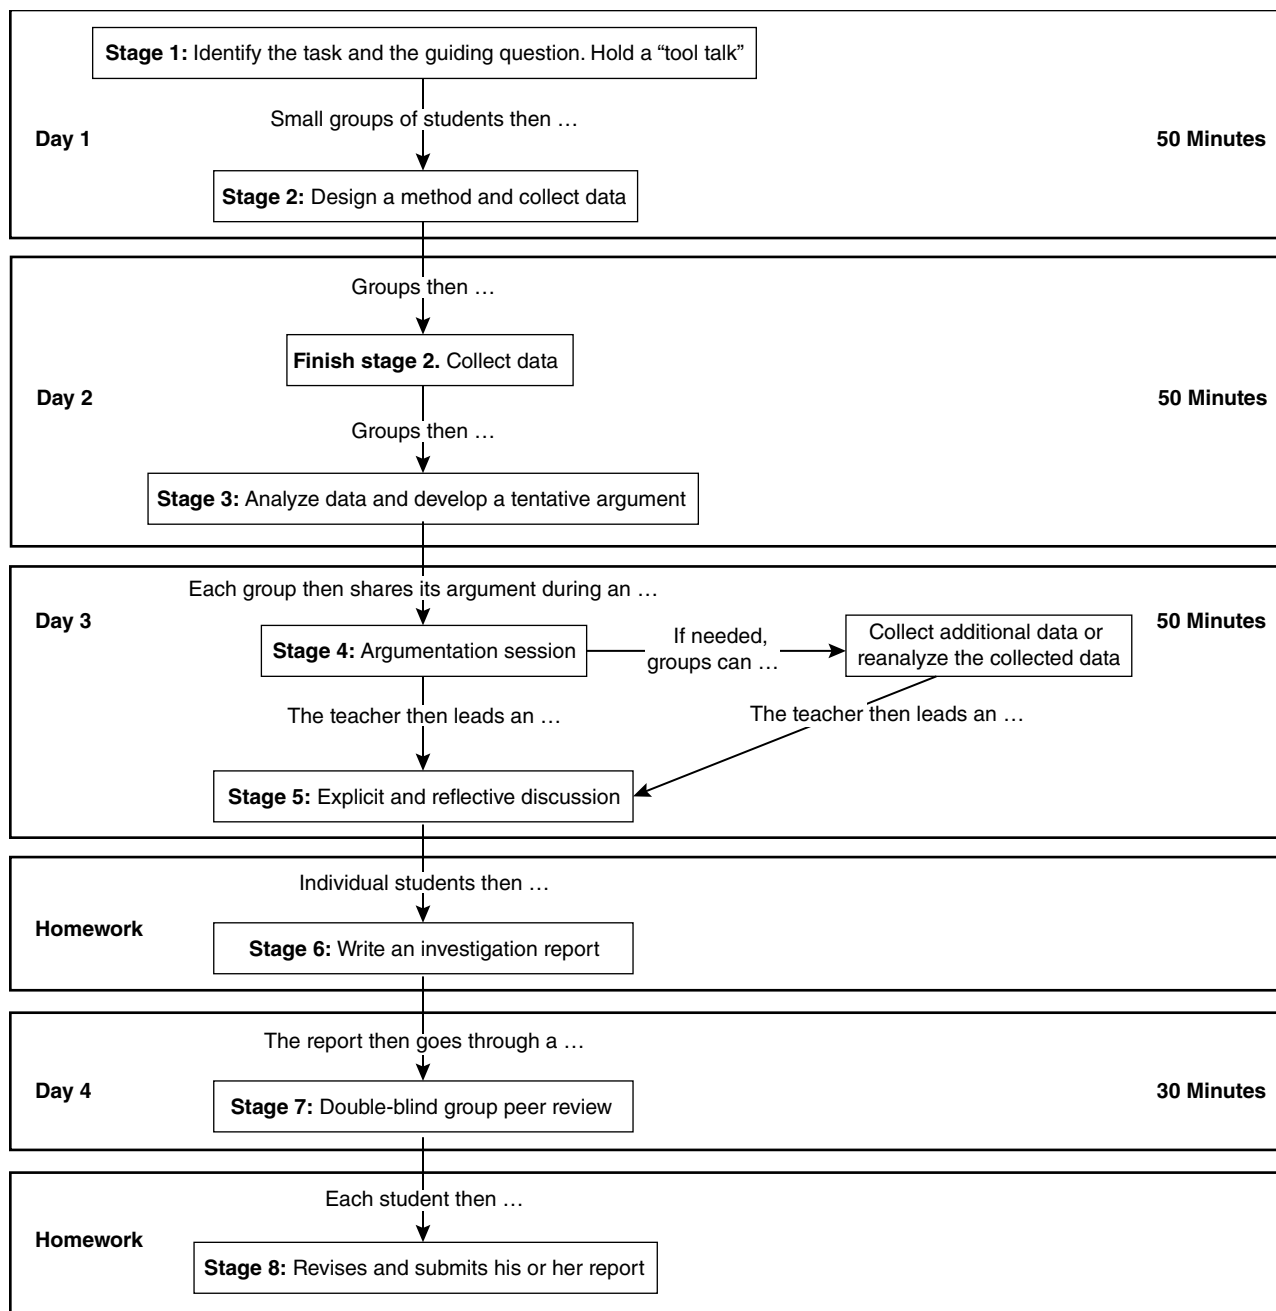 Stage 1: Identify the task and the guiding question. Hold a “tool talk”
Small groups of students then …
Day 1
50 Minutes
Stage 2: Design a method and collect data
Groups then …
Finish stage 2. Collect data
Day 2
50 Minutes
Groups then …
Stage 3: Analyze data and develop a tentative argument
Each group then shares its argument during an …
Day 3
50 Minutes
Stage 4: Argumentation session
If needed,
groups can …
Collect additional data or
reanalyze the collected data
The teacher then leads an …
The teacher then leads an …
Stage 5: Explicit and reflective discussion
Individual students then …
Homework
Stage 6: Write an investigation report
The report then goes through a …
Day 4
30 Minutes
Stage 7: Double-blind group peer review
Each student then …
Homework
Stage 8: Revises and submits his or her report